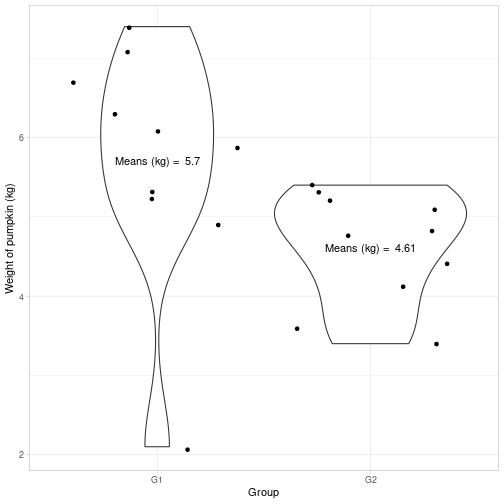 Weight of pumpkin (kg)
6
4
2
Means (kg) =  5.7
Means (kg) =  4.61
G1
G2
Group